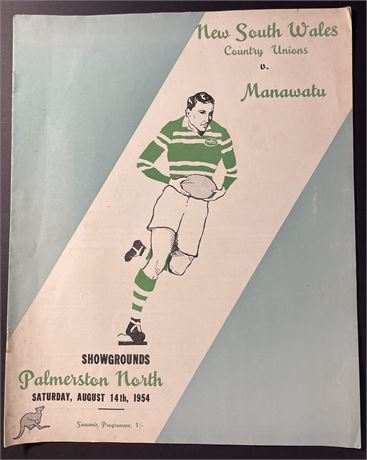 New South Wales
Country Unions
v.
Manawatu
SHOWGROUNDS
Palmerston North
SATURDAY, AUGUST 14th, 1954
Souvenir Programme, 1/-